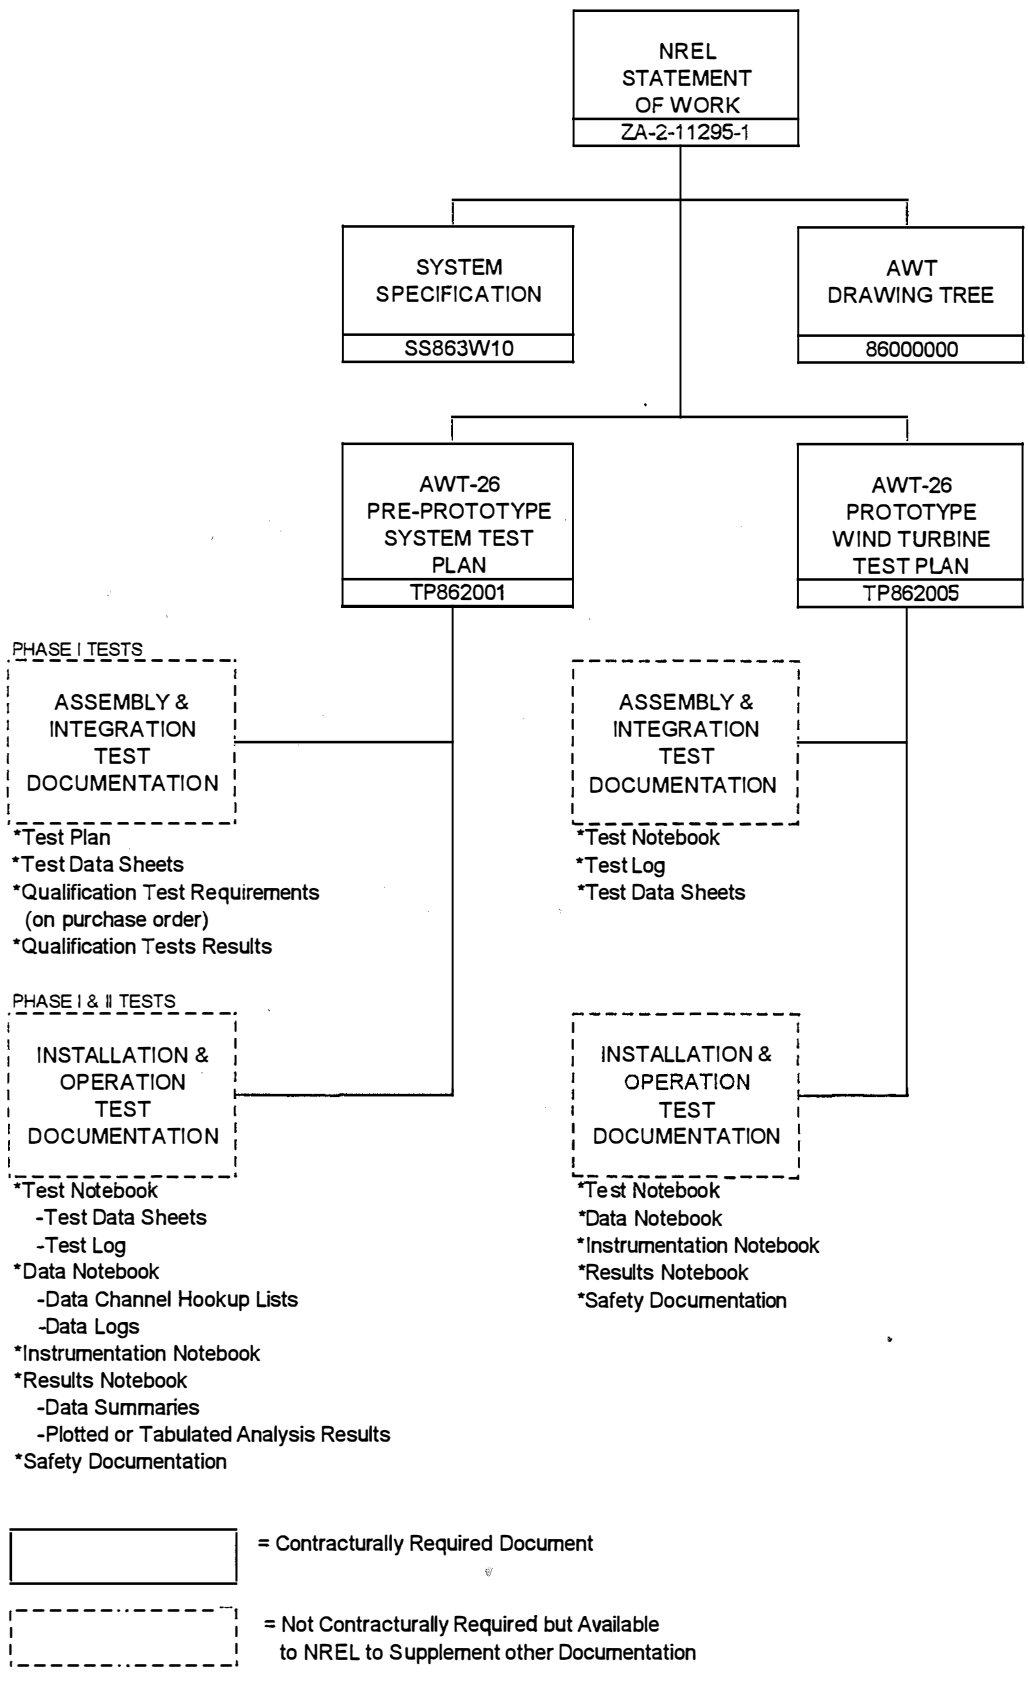 NREL
STATEMENT
OF WORK
ZA-2-11295-1
SYSTEM
SPECIFICATION
SS863W10
AWT
DRAWING TREE
86000000
AWT-26
PRE-PROTOTYPE
SYSTEM TEST
PLAN
TP862001
AWT-26
PROTOTYPE
WIND TURBINE
TEST PLAN
TP862005
PHASE I TESTS
ASSEMBLY &
INTEGRATION
TEST
DOCUMENTATION
*Test Plan
*Test Data Sheets
*Qualification Test Requirements
(on purchase order)
*Qualification Tests Results
ASSEMBLY &
INTEGRATION
TEST
DOCUMENTATION
*Test Notebook
*Test Log
*Test Data Sheets
PHASE I & II TESTS
INSTALLATION &
OPERATION
TEST
DOCUMENTATION
*Test Notebook
-Test Data Sheets
-Test Log
*Data Notebook
-Data Channel Hookup Lists
-Data Logs
*Instrumentation Notebook
*Results Notebook
-Data Summaries
-Plotted or Tabulated Analysis Results
*Safety Documentation
INSTALLATION &
OPERATION
TEST
DOCUMENTATION
*Test Notebook
*Data Notebook
*Instrumentation Notebook
*Results Notebook
*Safety Documentation
= Contracturally Required Document
= Not Contracturally Required but Available
to NREL to Supplement other Documentation